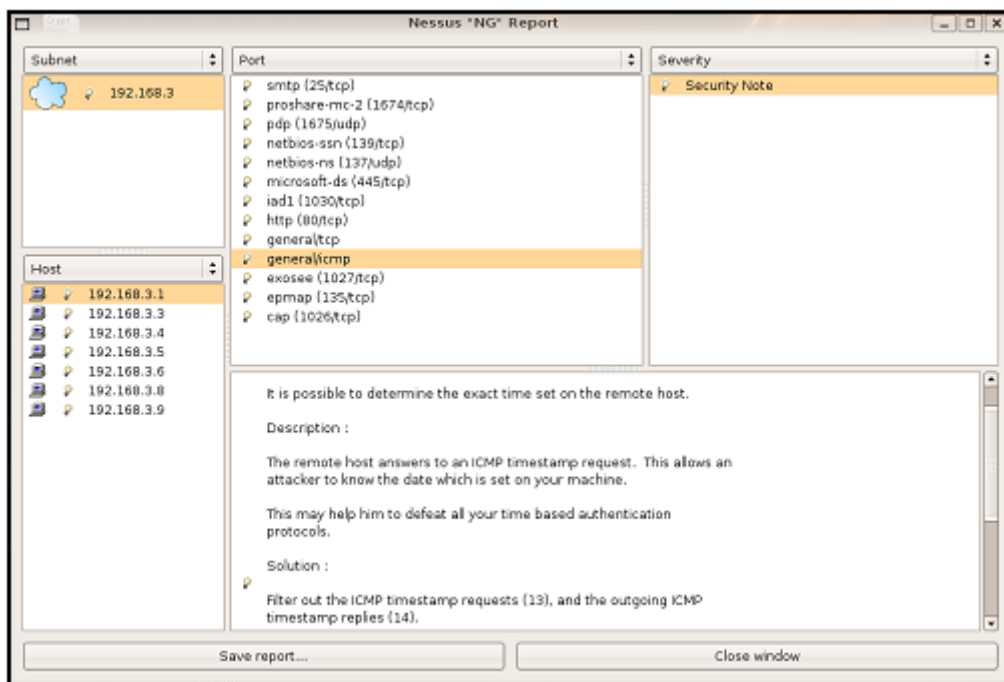 Nessus "NG" Report
Subnet
192.168.3
Host
192.168.3.1
192.168.3.3
192.168.3.4
192.168.3.5
192.168.3.6
192.168.3.8
192.168.3.9
Port
smtp (25/tcp)
proshare-mc-2 (1674/tcp)
pdp (1675/udp)
netbios-ssn (139/tcp)
netbios-ns (137/udp)
microsoft-ds (445/tcp)
iad1 (1030/tcp)
http (80/tcp)
general/tcp
general/icmp
exosee (1027/tcp)
epmap (135/tcp)
cap (1026/tcp)
Severity
Security Note
It is possible to determine the exact time set on the remote host.
Description :
The remote host answers to an ICMP timestamp request. This allows an
attacker to know the date which is set on your machine.
This may help him to defeat all your time based authentication
protocols.
Solution :
Filter out the ICMP timestamp requests (13), and the outgoing ICMP
timestamp replies (14).
Save report....
Close window